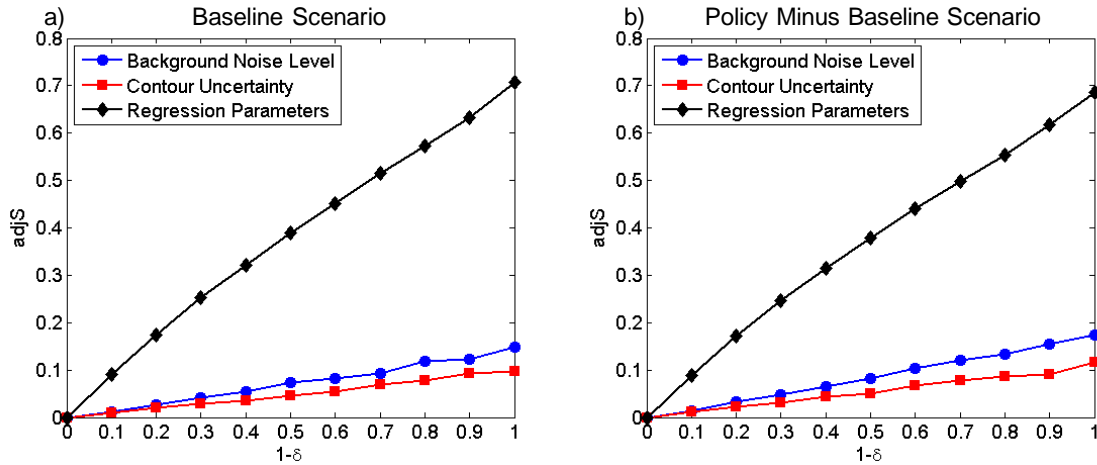 a) Baseline Scenario
0.8
0.7
0.6
0.5
0.4
0.3
0.2
0.1
0
adjS
Background Noise Level
Contour Uncertainty
Regression Parameters
0 0.1 0.2 0.3 0.4 0.5 0.6 0.7 0.8 0.9 1
1-δ
b) Policy Minus Baseline Scenario
0.8
0.7
0.6
0.5
0.4
0.3
0.2
0.1
0
adjS
Background Noise Level
Contour Uncertainty
Regression Parameters
0 0.1 0.2 0.3 0.4 0.5 0.6 0.7 0.8 0.9 1
1-δ